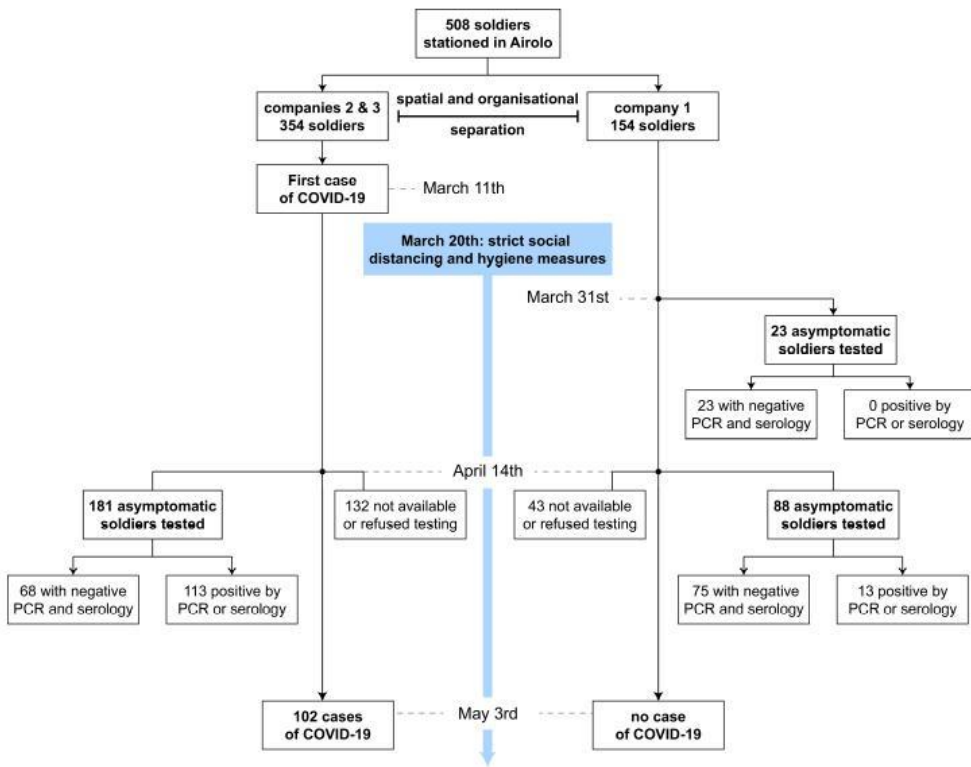 508 soldiers
stationed in Airolo
companies 2 & 3
354 soldiers
spatial and organisational
separation
company 1
154 soldiers
First case
of COVID-19
March 11th
March 20th: strict social
distancing and hygiene measures
March 31st
23 asymptomatic
soldiers tested
23 with negative
PCR and serology
0 positive by
PCR or serology
April 14th
181 asymptomatic
soldiers tested
132 not available
or refused testing
43 not available
or refused testing
88 asymptomatic
soldiers tested
68 with negative
PCR and serology
113 positive by
PCR or serology
75 with negative
PCR and serology
13 positive by
PCR or serology
102 cases
of COVID-19
May 3rd
no case
of COVID-19